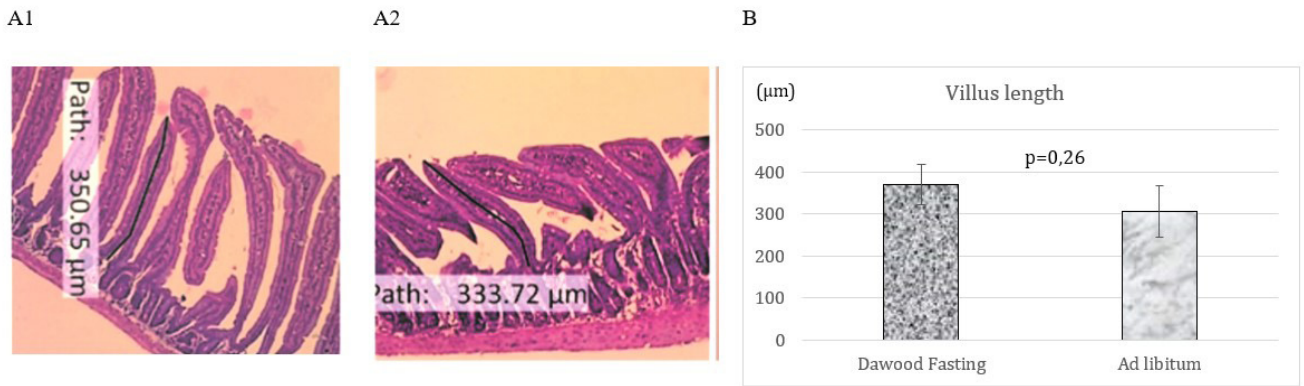 A1
A2
B
Path: 350.65 µm
Path: 333.72 µm
(µm)
Villus length
500
400
300
200
100
0
p=0,26
Dawood Fasting
Ad libitum